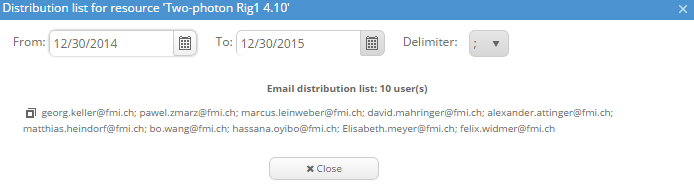 Distribution list for resource 'Two-photon Rig1 4.10'
From: 12/30/2014 To: 12/30/2015 Delimiter: ;
Email distribution list: 10 user(s)
georg.keller@fmi.ch; pawel.zmarz@fmi.ch; marcus.leinweber@fmi.ch; david.mahringer@fmi.ch; alexander.attinger@fmi.ch;
matthias.heindorf@fmi.ch; bo.wang@fmi.ch; hassana.oyibo@fmi.ch; Elisabeth.meyer@fmi.ch; felix.widmer@fmi.ch
Close